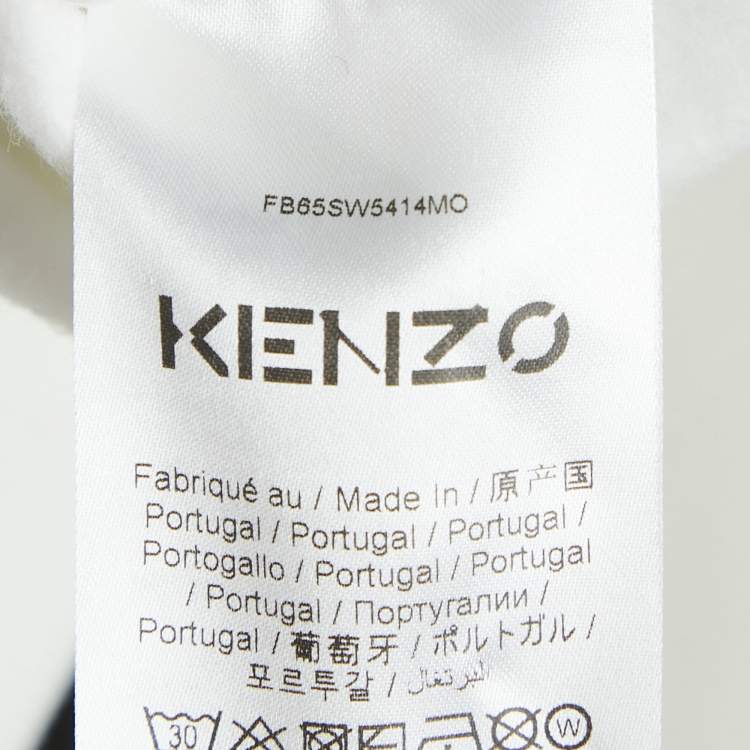 FB65SW5414MO
KENZO
Fabriqué au / Made In / 原产国
Portugal / Portugal / Portugal /
Portogallo / Portugal / Portugal
/ Portugal / Португалии /
Portugal / 葡萄牙 / ポルトガル /
포르투갈 / البرتغال
30 W